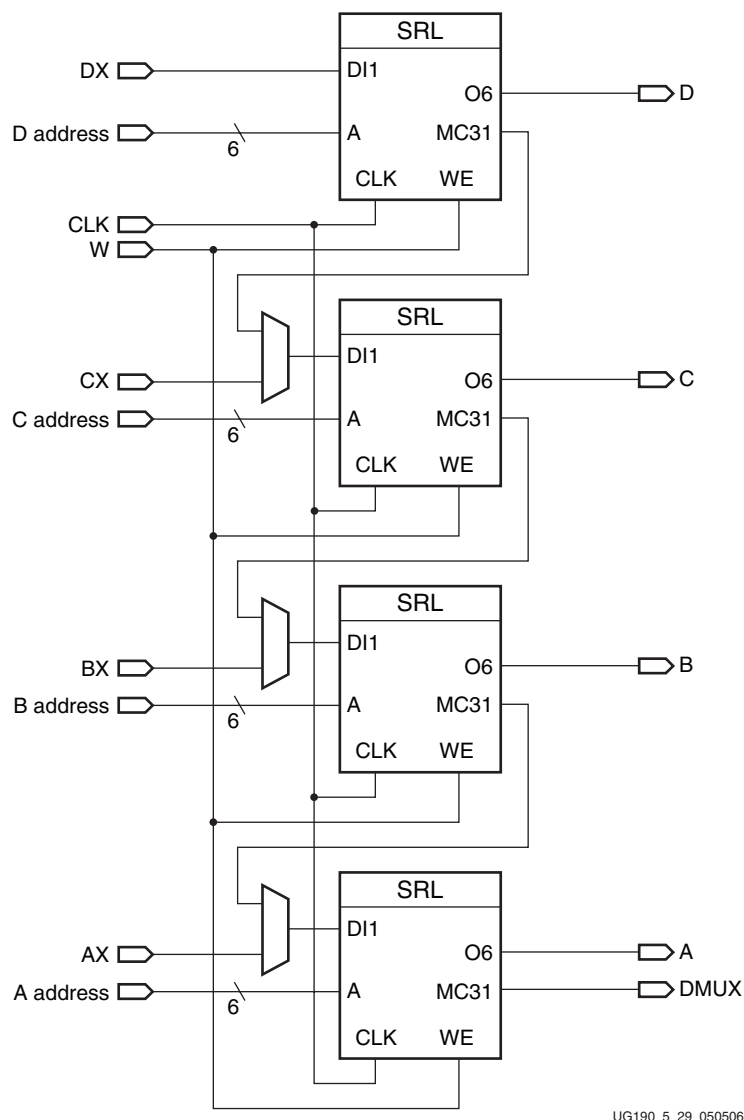 SRL
DX
DI1
O6
D
D address
6
A
MC31
CLK
WE
CLK
W
SRL
DI1
CX
O6
C
C address
6
A
MC31
CLK
WE
SRL
DI1
BX
O6
B
B address
6
A
MC31
CLK
WE
SRL
DI1
AX
O6
A
A address
6
A
MC31
DMUX
CLK
WE
UG190_5_29_050506